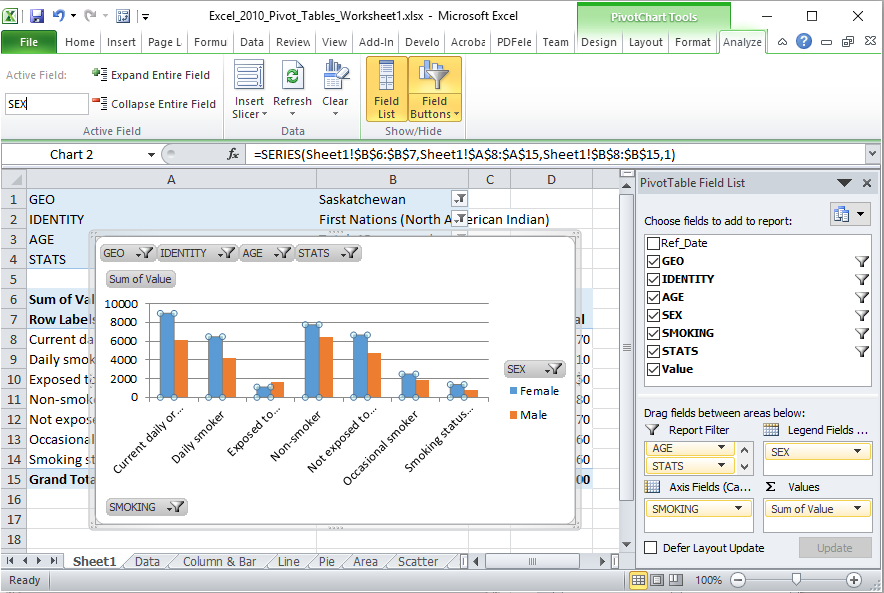 Excel_2010_Pivot_Tables_Worksheet1.xlsx - Microsoft Excel
PivotChart Tools
File Home Insert Page L Formu Data Review View Add-In Develo Acroba PDFele Team Design Layout Format Analyze
Active Field:
SEX
Expand Entire Field
Collapse Entire Field
Insert Slicer
Refresh
Clear
Field List
Field Buttons
Active Field
Data
Show/Hide
Chart 2
fx
=SERIES(Sheet1!$B$6:$B$7,Sheet1!$A$8:$A$15,Sheet1!$B$8:$B$15,1)
A B C D
1 GEO Saskatchewan
2 IDENTITY First Nations (North American Indian)
3 AGE
4 STATS
5
6 Sum of Val
7 Row Labels al
8 Current da 70
9 Daily smok 10
10 Exposed t
11 Non-smok 80
12 Not expos 70
13 Occasional 60
14 Smoking st 60
15 Grand Tota 00
16
17
18
GEO IDENTITY AGE STATS
Sum of Value
10000
8000
6000
4000
2000
0
Current daily or...
Daily smoker
Exposed to...
Non-smoker
Not exposed to...
Occasional smoker
Smoking status...
SEX
Female
Male
SMOKING
PivotTable Field List
Choose fields to add to report:
Ref_Date
GEO
IDENTITY
AGE
SEX
SMOKING
STATS
Value
Drag fields between areas below:
Report Filter
AGE
STATS
Legend Fields ...
SEX
Axis Fields (Ca...
SMOKING
Σ Values
Sum of Value
Defer Layout Update
Update
Sheet1 Data Column & Bar Line Pie Area Scatter
Ready
100%